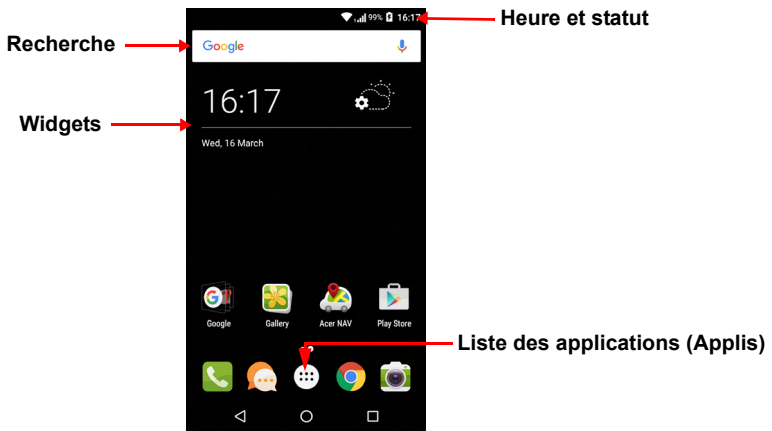 99% 16:17
Heure et statut
Recherche
Google
16:17
Widgets
Wed, 16 March
Google Gallery Acer NAV Play Store
Liste des applications (Applis)